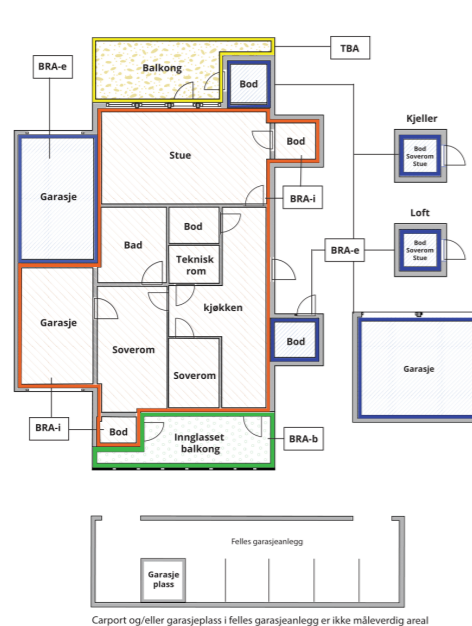 TBA
BRA-e
Balkong
Bod
Kjeller
Bod
Soverom
Stue
Stue
Bod
BRA-i
Garasje
Loft
Bod
Soverom
Stue
Bod
Bad
Teknisk
rom
BRA-e
Garasje
kjøkken
Soverom
Bod
Soverom
Garasje
BRA-i
Bod
Innglasset
balkong
BRA-b
Felles garasjeanlegg
Garasje
plass
Carport og/eller garasjeplass i felles garasjeanlegg er ikke måleverdig areal